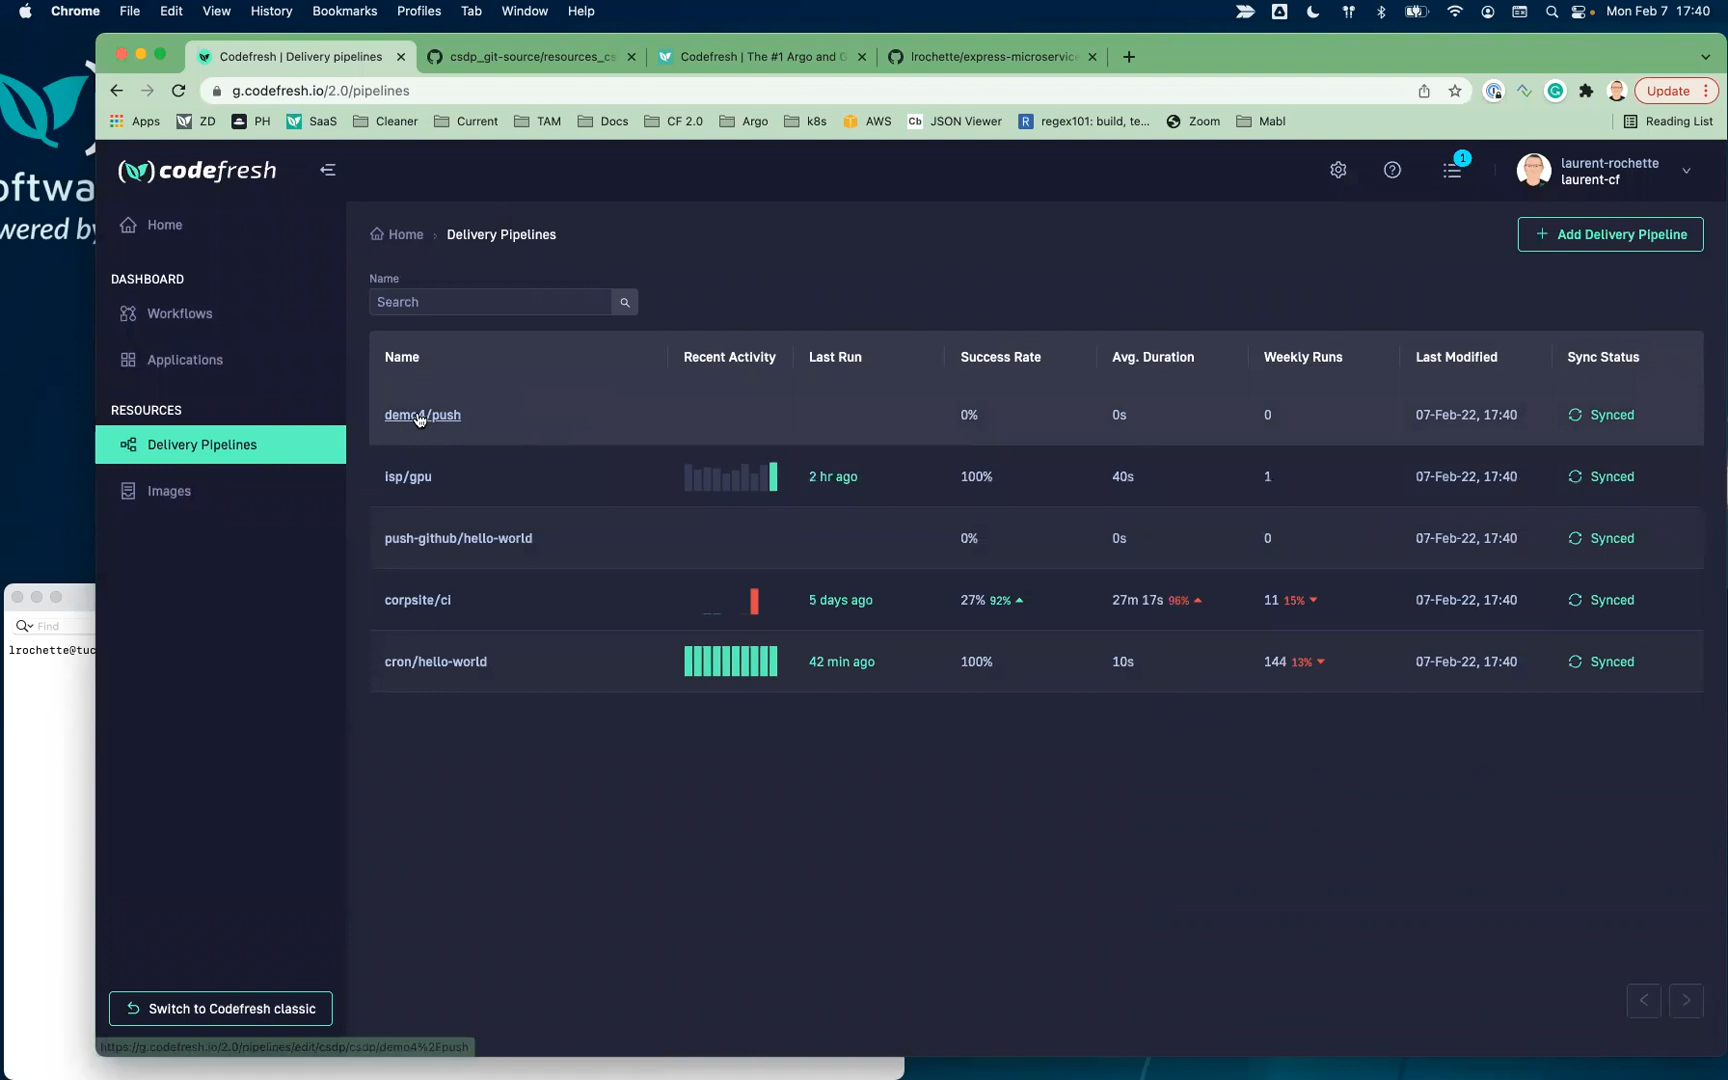 Chrome File Edit View History Bookmarks Profiles Tab Window Help Mon Feb 7 17:40
Codefresh | Delivery pipelines csdp_git-source/resources_cs Codefresh | The #1 Argo and G lrochette/express-microservice
g.codefresh.io/2.0/pipelines Update
Apps ZD PH SaaS Cleaner Current TAM Docs CF 2.0 Argo k8s AWS Cb JSON Viewer R regex101: build, te... Zoom Mabl Reading List
codefresh 1 laurent-rochette
laurent-cf
oftwa
wered by
Home
DASHBOARD
Workflows
Applications
RESOURCES
Delivery Pipelines
Images
Switch to Codefresh classic
Home › Delivery Pipelines + Add Delivery Pipeline
Name
Search
Name Recent Activity Last Run Success Rate Avg. Duration Weekly Runs Last Modified Sync Status
demo4/push 0% 0s 0 07-Feb-22, 17:40 Synced
isp/gpu 2 hr ago 100% 40s 1 07-Feb-22, 17:40 Synced
push-github/hello-world 0% 0s 0 07-Feb-22, 17:40 Synced
corpsite/ci 5 days ago 27% 92% 27m 17s 96% 11 15% 07-Feb-22, 17:40 Synced
cron/hello-world 42 min ago 100% 10s 144 13% 07-Feb-22, 17:40 Synced
Find
lrochette@tuc
https://g.codefresh.io/2.0/pipelines/edit/csdp/csdp/demo4%2Fpush